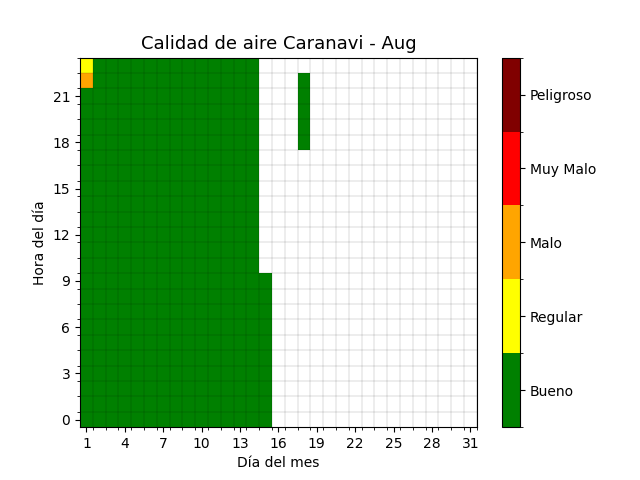 Calidad de aire Caranavi - Aug
Hora del día
21
18
15
12
9
6
3
0
1 4 7 10 13 16 19 22 25 28 31
Día del mes
Peligroso
Muy Malo
Malo
Regular
Bueno